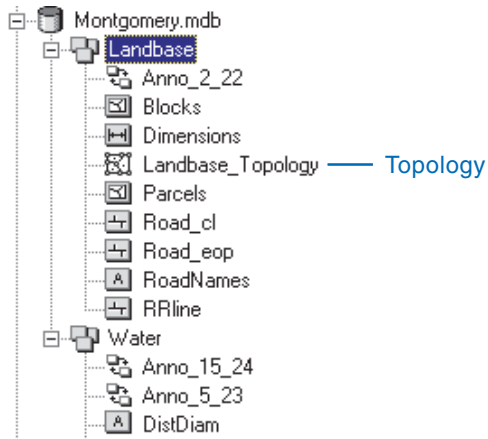 Montgomery.mdb
Landbase
Anno_2_22
Blocks
Dimensions
Landbase_Topology Topology
Parcels
Road_cl
Road_eop
A RoadNames
RRline
Water
Anno_15_24
Anno_5_23
A DistDiam